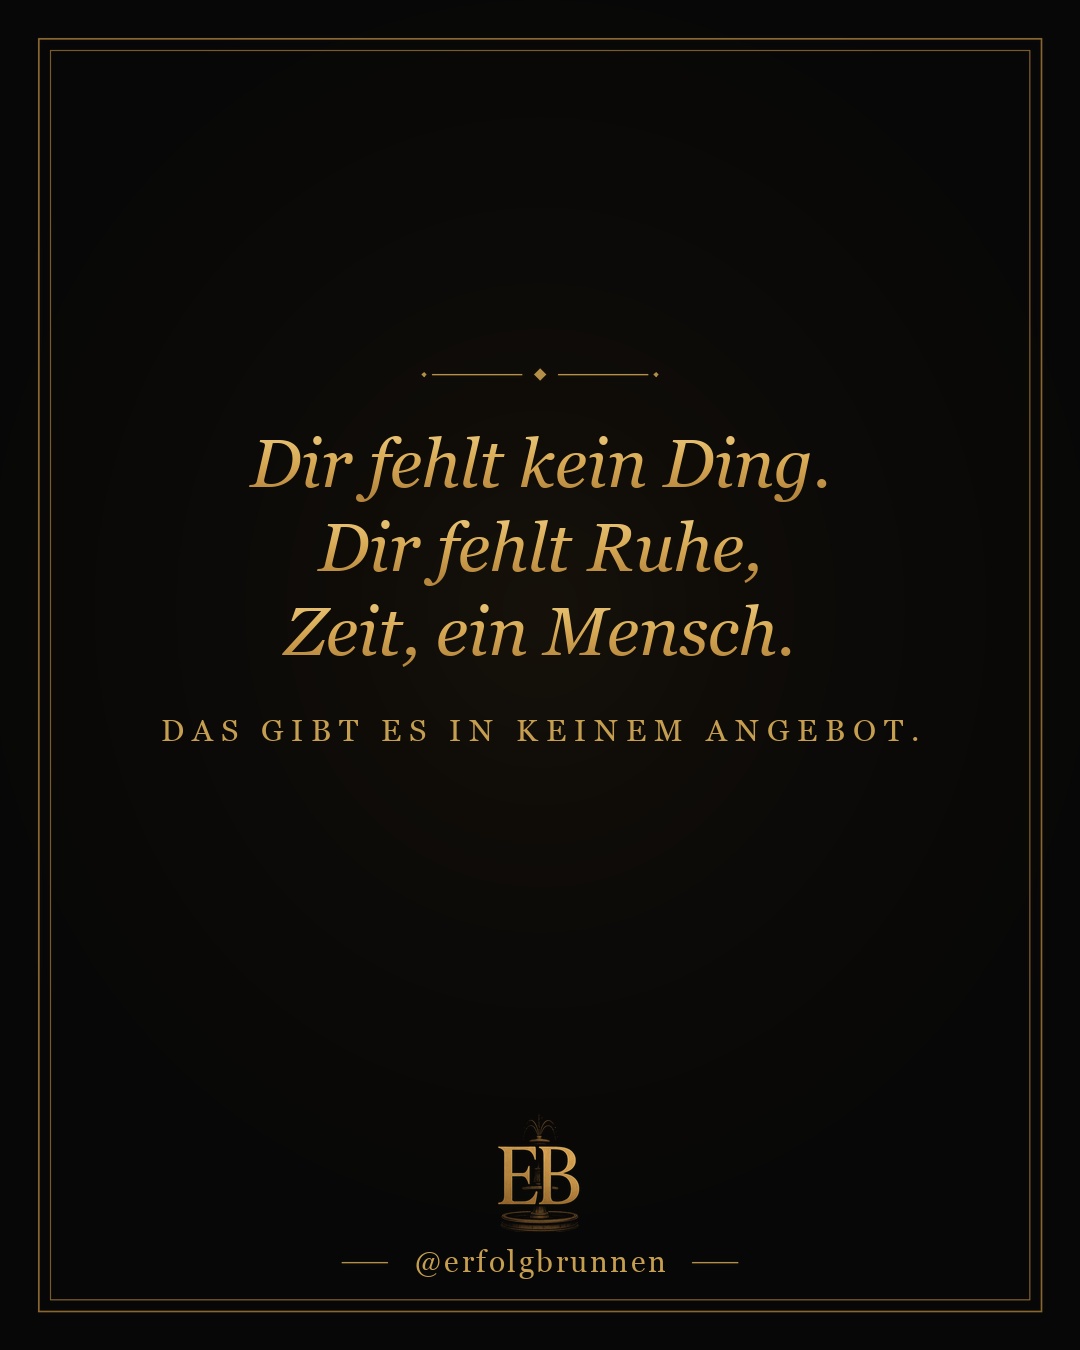 Dir fehlt kein Ding.
Dir fehlt Ruhe,
Zeit, ein Mensch.
DAS GIBT ES IN KEINEM ANGEBOT.
EB
@erfolgbrunnen